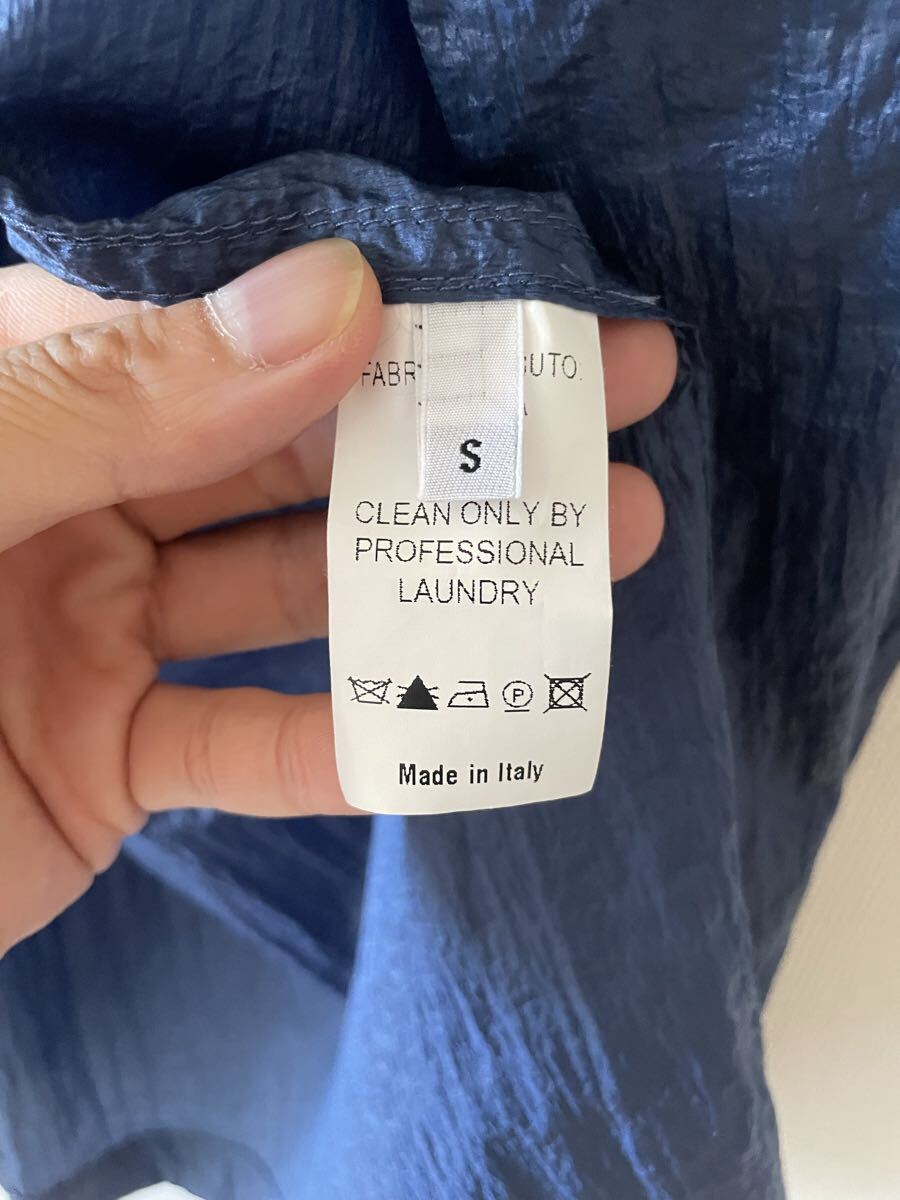 S
CLEAN ONLY BY
PROFESSIONAL
LAUNDRY
P
Made in Italy